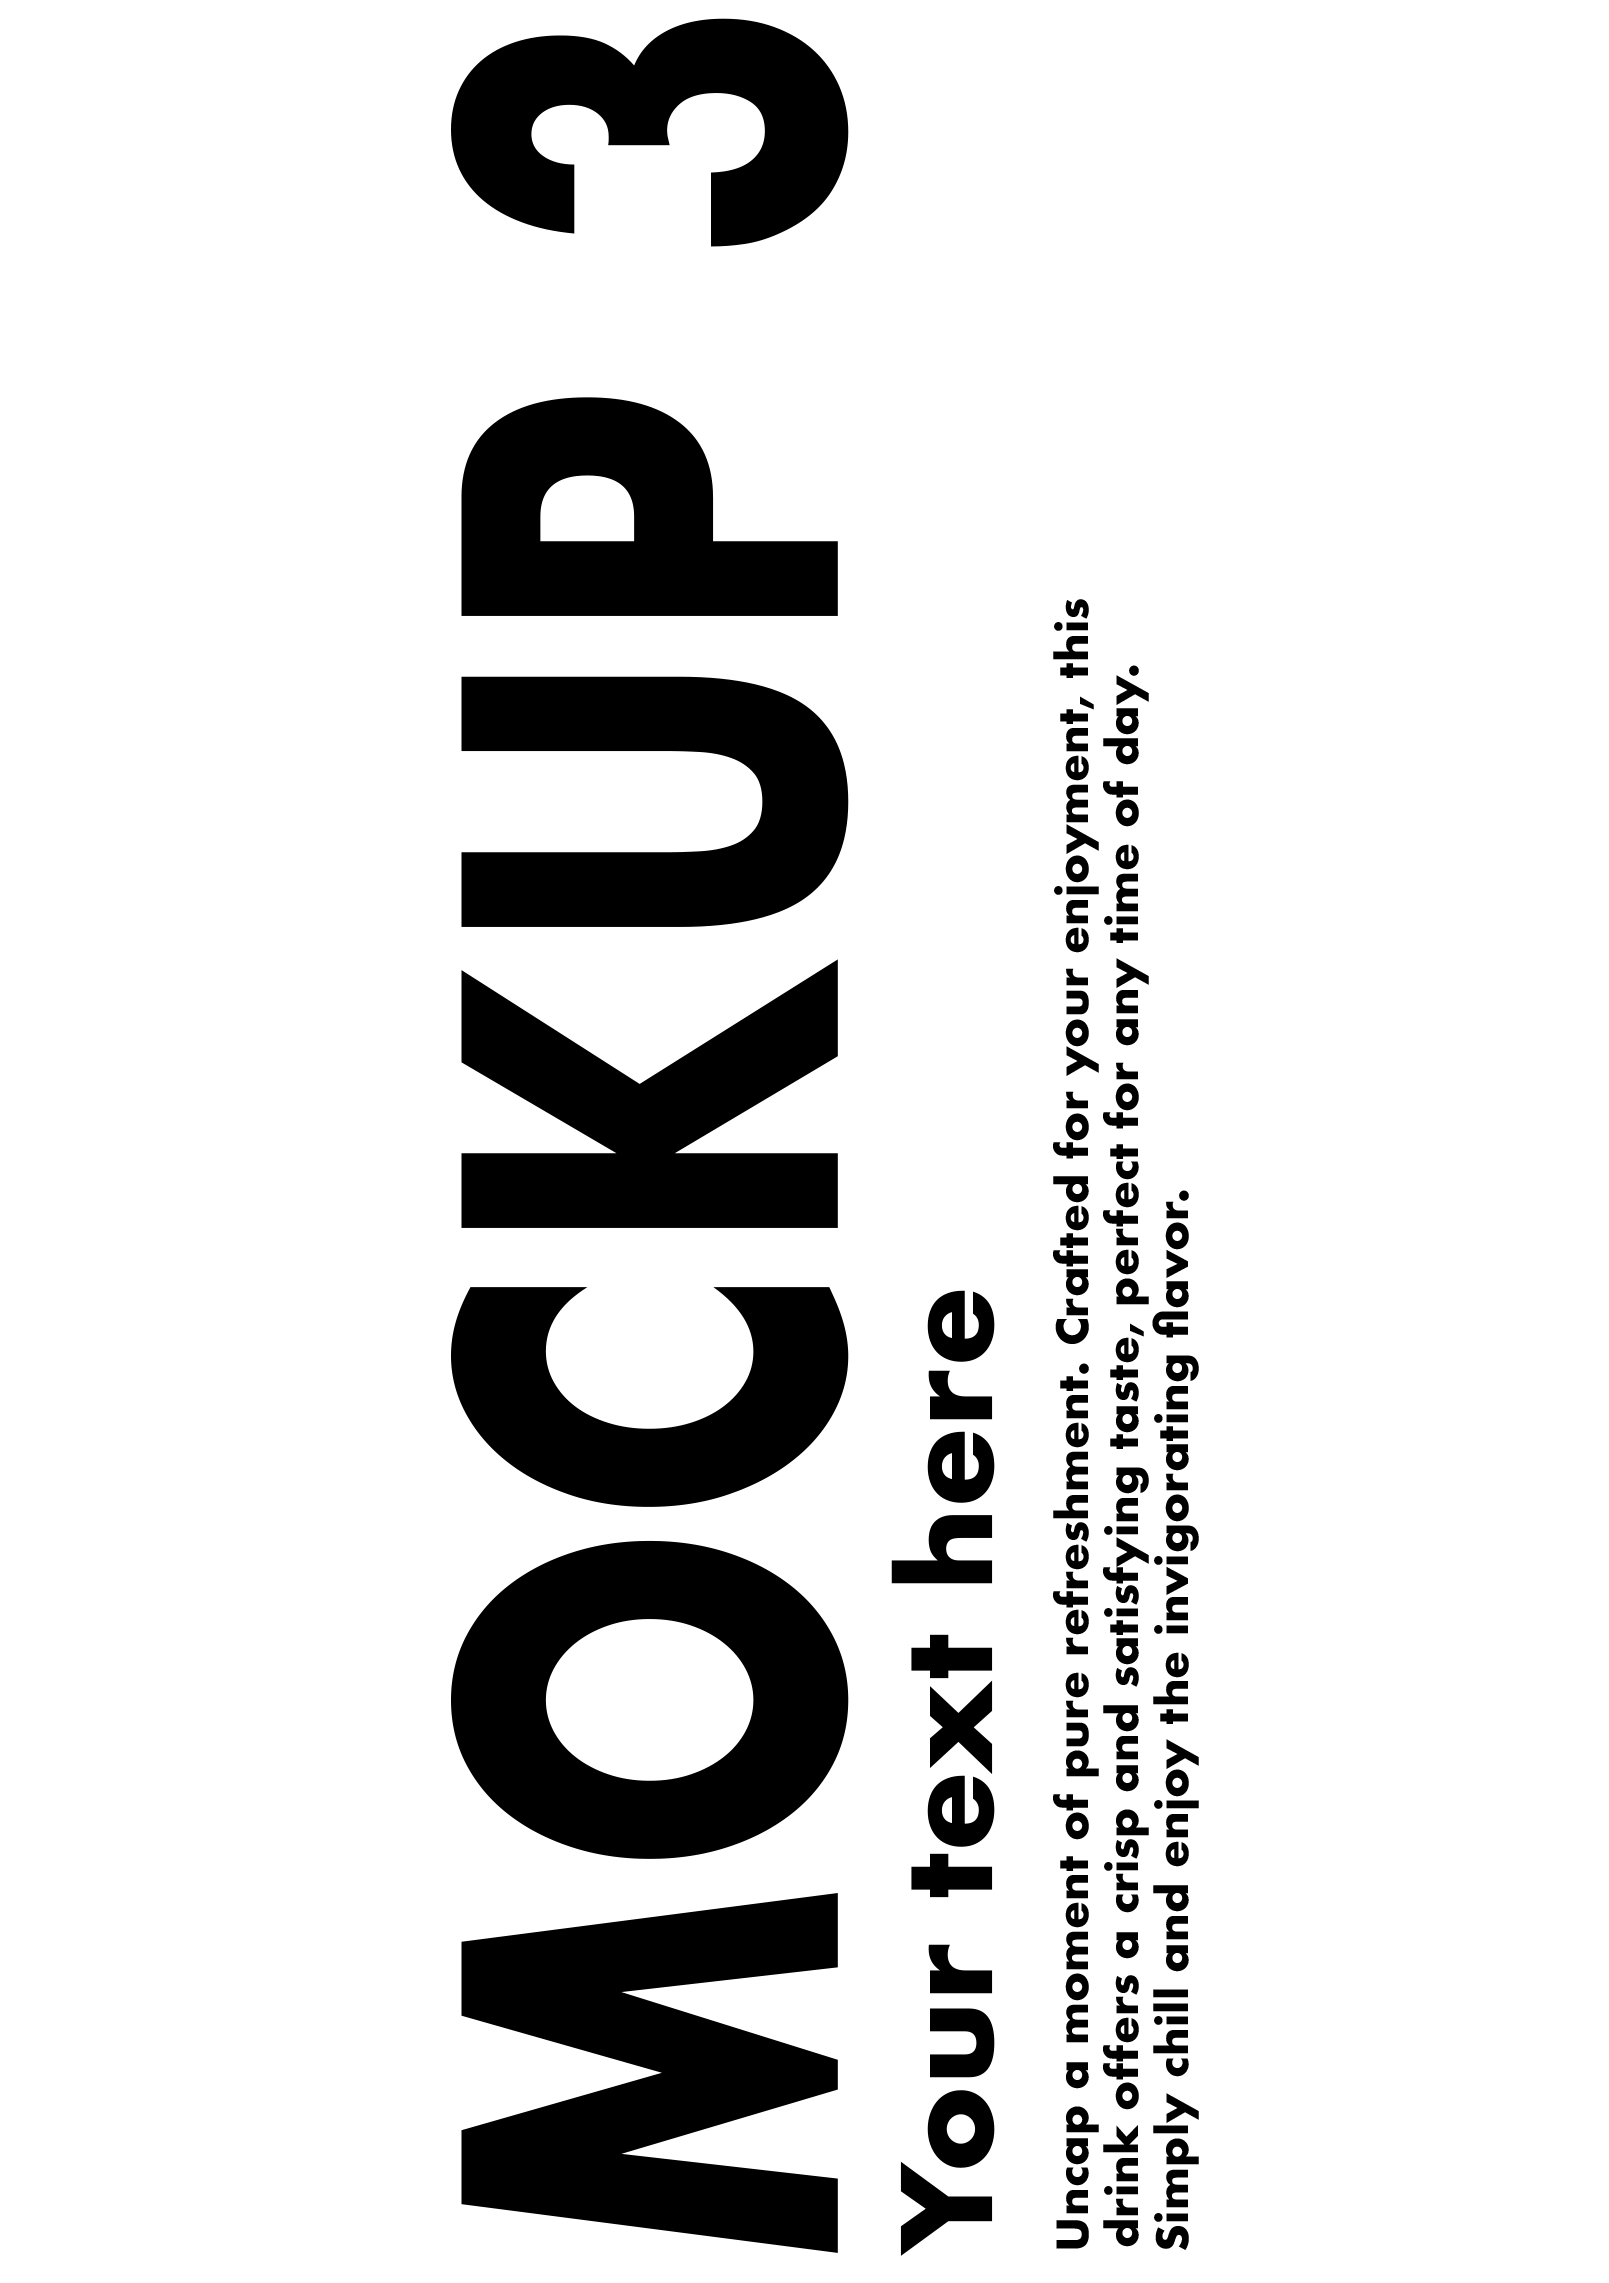 MOCKUP 3
Your text here
Uncap a moment of pure refreshment. Crafted for your enjoyment, this
drink offers a crisp and satisfying taste, perfect for any time of day.
Simply chill and enjoy the invigorating flavor.